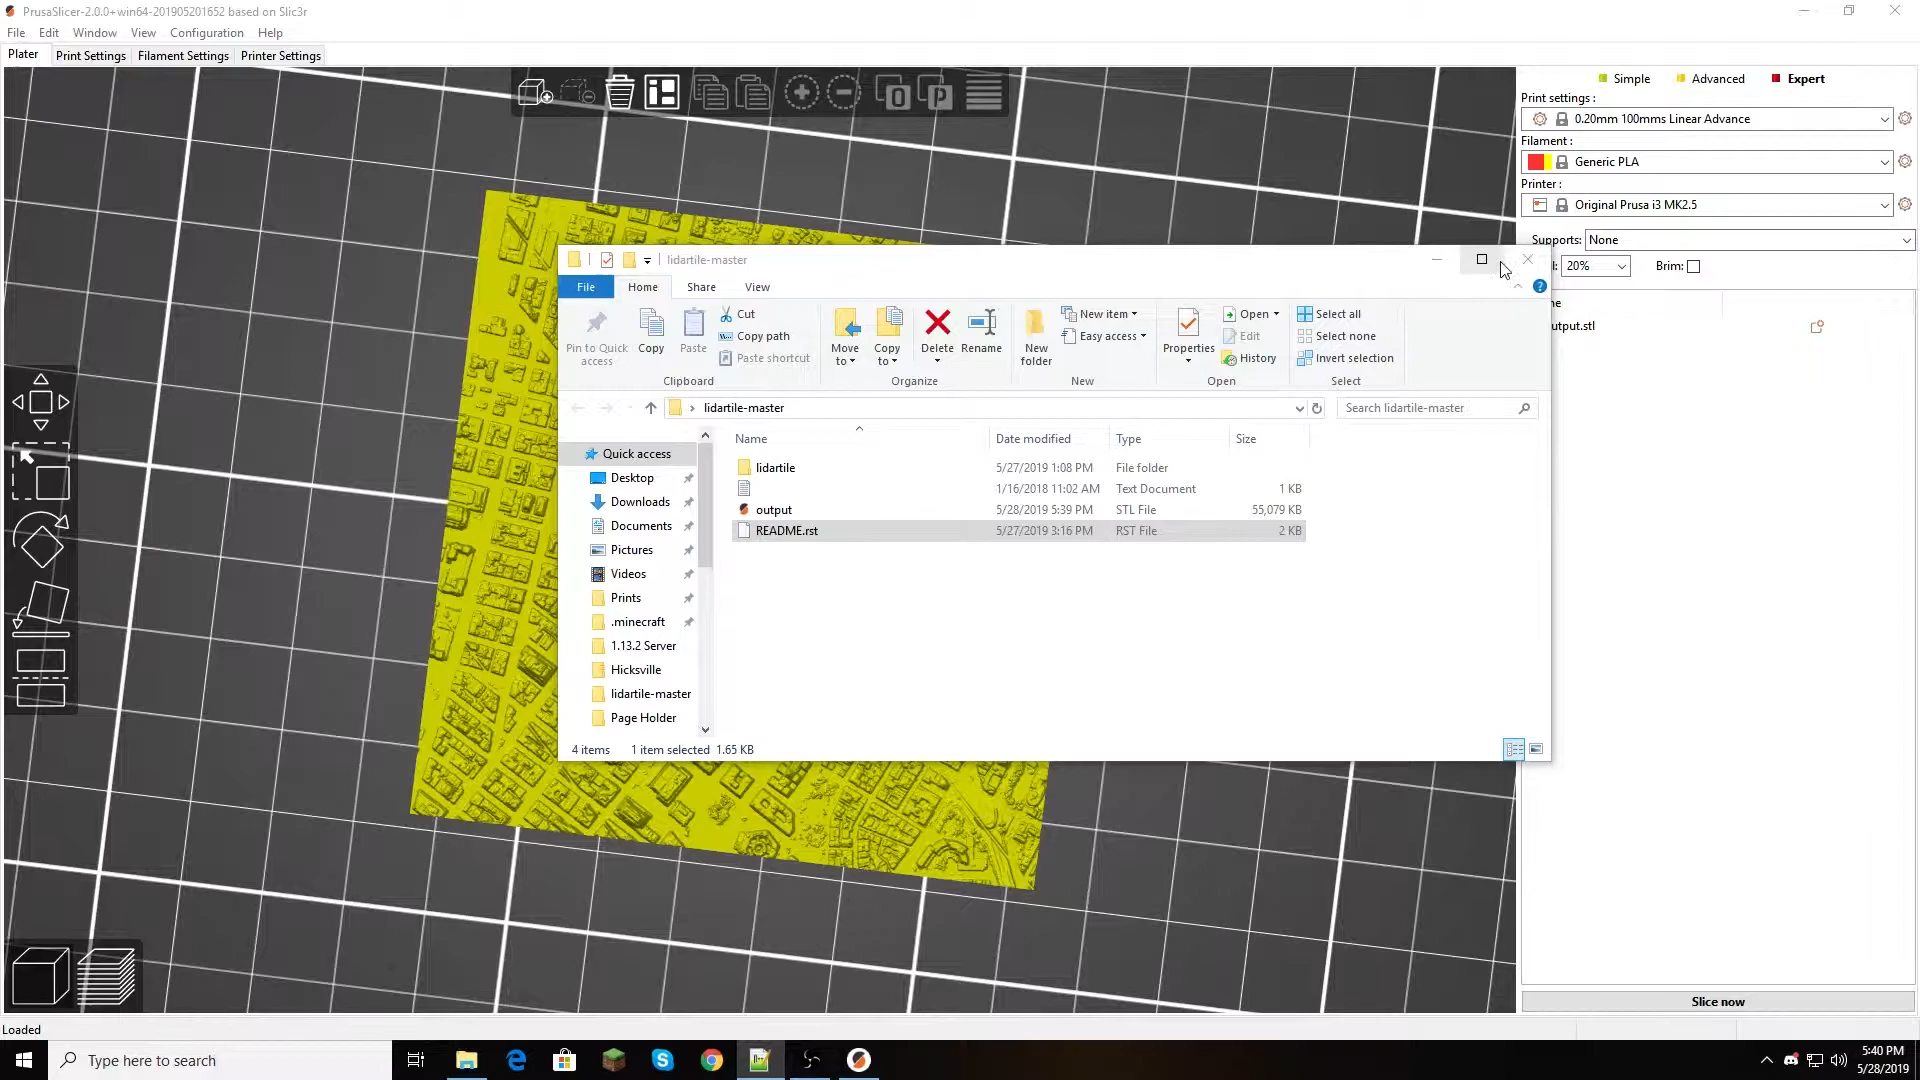 PrusaSlicer-2.0.0+win64-201905201652 based on Slic3r
File Edit Window View Configuration Help
Plater Print Settings Filament Settings Printer Settings
Simple Advanced Expert
Print settings :
0.20mm 100mms Linear Advance
Filament :
Generic PLA
Printer :
Original Prusa i3 MK2.5
Supports: None
20% Brim:
utput.stl
lidartile-master
File Home Share View
Pin to Quick access
Copy
Paste
Cut
Copy path
Paste shortcut
Clipboard
Move to
Copy to
Delete
Rename
Organize
New folder
New item
Easy access
New
Properties
Open
Edit
History
Open
Select all
Select none
Invert selection
Select
lidartile-master
Search lidartile-master
Name Date modified Type Size
lidartile 5/27/2019 1:08 PM File folder
1/16/2018 11:02 AM Text Document 1 KB
output 5/28/2019 5:39 PM STL File 55,079 KB
README.rst 5/27/2019 3:16 PM RST File 2 KB
Quick access
Desktop
Downloads
Documents
Pictures
Videos
Prints
.minecraft
1.13.2 Server
Hicksville
lidartile-master
Page Holder
4 items 1 item selected 1.65 KB
Slice now
Loaded
Type here to search
5:40 PM
5/28/2019